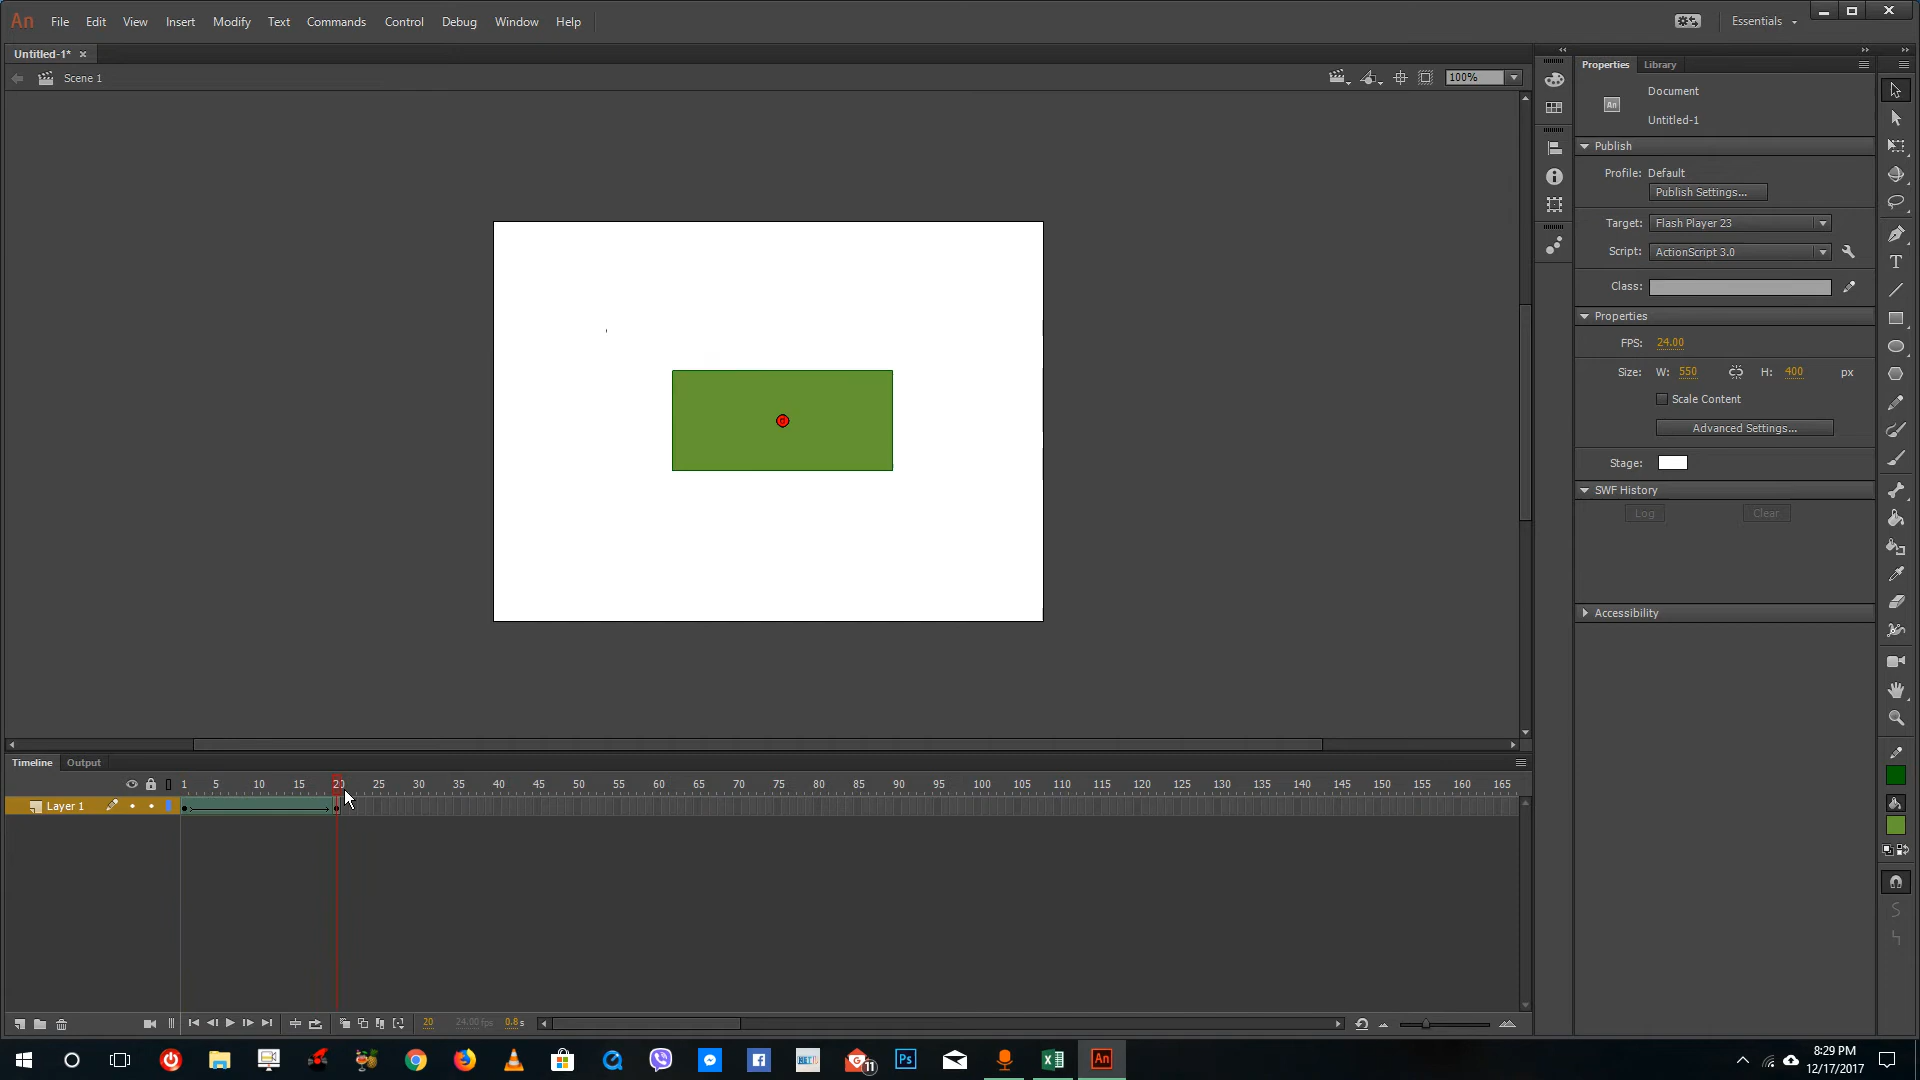 An File Edit View Insert Modify Text Commands Control Debug Window Help Essentials
Untitled-1*
Scene 1
100%
Properties Library
Document
An
Untitled-1
Publish
Profile: Default
Publish Settings...
Target: Flash Player 23
Script: ActionScript 3.0
Class:
Properties
FPS: 24.00
Size: W: 550 H: 400 px
Scale Content
Advanced Settings...
Stage:
SWF History
Log Clear
Accessibility
Timeline Output
1 5 10 15 20 25 30 35 40 45 50 55 60 65 70 75 80 85 90 95 100 105 110 115 120 125 130 135 140 145 150 155 160 165
Layer 1
20 24.00 fps 0.8 s
11 Ps An
8:29 PM
12/17/2017